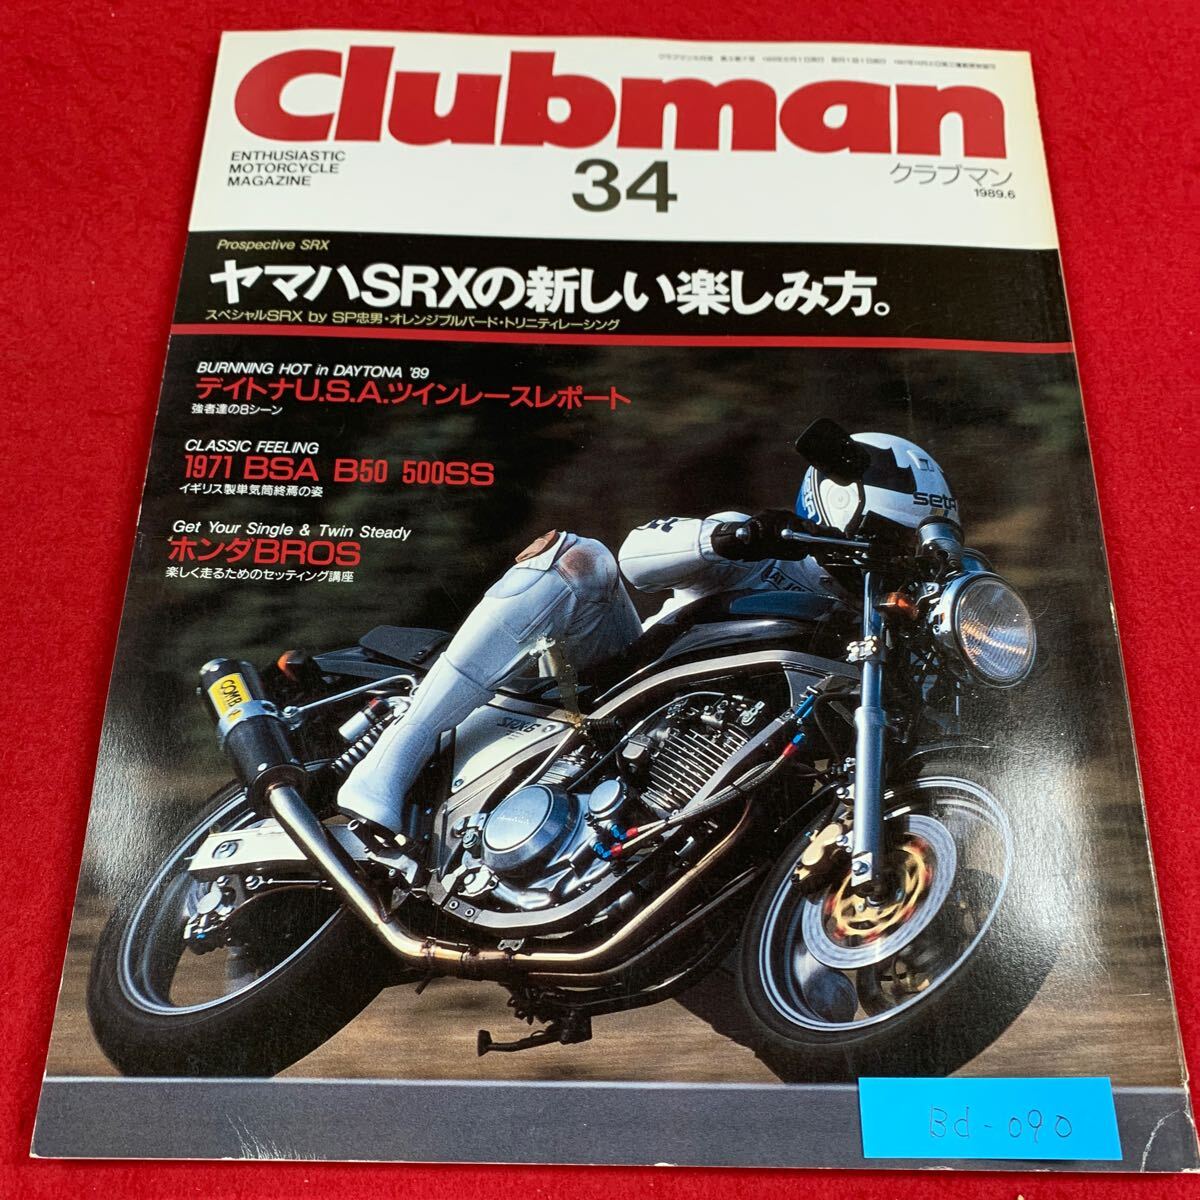 Clubman
ENTHUSIASTIC
MOTORCYCLE
MAGAZINE
34
クラブマン
1989.6
Prospective SRX
ヤマハSRXの新しい楽しみ方。
スペシャルSRX by SP忠男・オレンジブルバード・トリニティレーシング
BURNNING HOT in DAYTONA '89
デイトナU.S.A.ツインレースレポート
強者達の8シーン
CLASSIC FEELING
1971 BSA B50 500SS
イギリス製単気筒終焉の姿
Get Your Single & Twin Steady
ホンダBROS
楽しく走るためのセッティング講座
seta
COMB
SRX-6
Bd-090